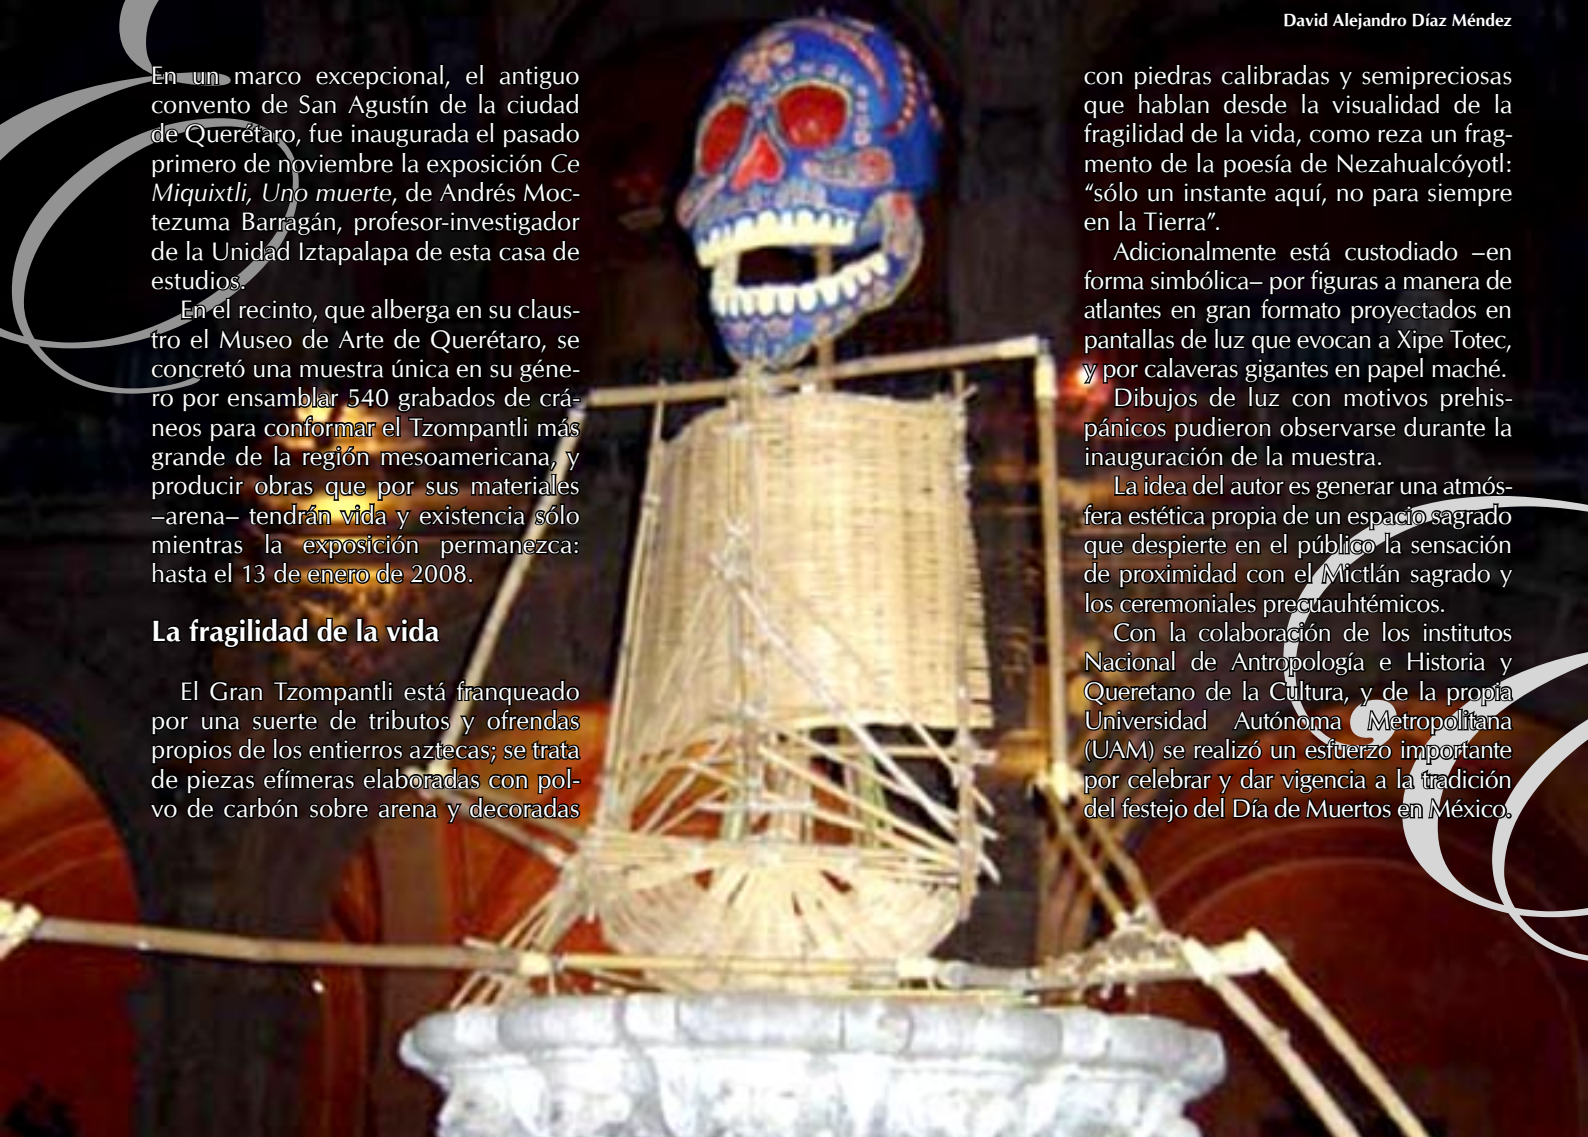 David Alejandro Díaz Méndez
En un marco excepcional, el antiguo
convento de San Agustín de la ciudad
de Querétaro, fue inaugurada el pasado
primero de noviembre la exposición Ce
Miquixtli, Uno muerte, de Andrés Moc-
tezuma Barragán, profesor-investigador
de la Unidad Iztapalapa de esta casa de
estudios.
En el recinto, que alberga en su claus-
tro el Museo de Arte de Querétaro, se
concretó una muestra única en su géne-
ro por ensamblar 540 grabados de crá-
neos para conformar el Tzompantli más
grande de la región mesoamericana, y
producir obras que por sus materiales
–arena– tendrán vida y existencia sólo
mientras la exposición permanezca:
hasta el 13 de enero de 2008.
La fragilidad de la vida
El Gran Tzompantli está franqueado
por una suerte de tributos y ofrendas
propios de los entierros aztecas; se trata
de piezas efímeras elaboradas con pol-
vo de carbón sobre arena y decoradas
con piedras calibradas y semipreciosas
que hablan desde la visualidad de la
fragilidad de la vida, como reza un frag-
mento de la poesía de Nezahualcóyotl:
“sólo un instante aquí, no para siempre
en la Tierra”.
Adicionalmente está custodiado –en
forma simbólica– por figuras a manera de
atlantes en gran formato proyectados en
pantallas de luz que evocan a Xipe Totec,
y por calaveras gigantes en papel maché.
Dibujos de luz con motivos prehis-
pánicos pudieron observarse durante la
inauguración de la muestra.
La idea del autor es generar una atmós-
fera estética propia de un espacio sagrado
que despierte en el público la sensación
de proximidad con el Mictlán sagrado y
los ceremoniales precuauhtémicos.
Con la colaboración de los institutos
Nacional de Antropología e Historia y
Queretano de la Cultura, y de la propia
Universidad Autónoma Metropolitana
(UAM) se realizó un esfuerzo importante
por celebrar y dar vigencia a la tradición
del festejo del Día de Muertos en México.